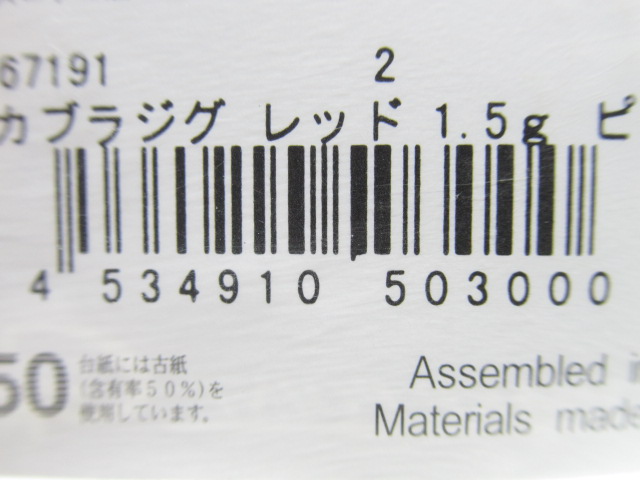 67191 2
カブラジグ レッド 1.5g ピ
4 534910 503000
50
台紙には古紙
(含有率50%)を
使用しています。
Assembled i
Materials made